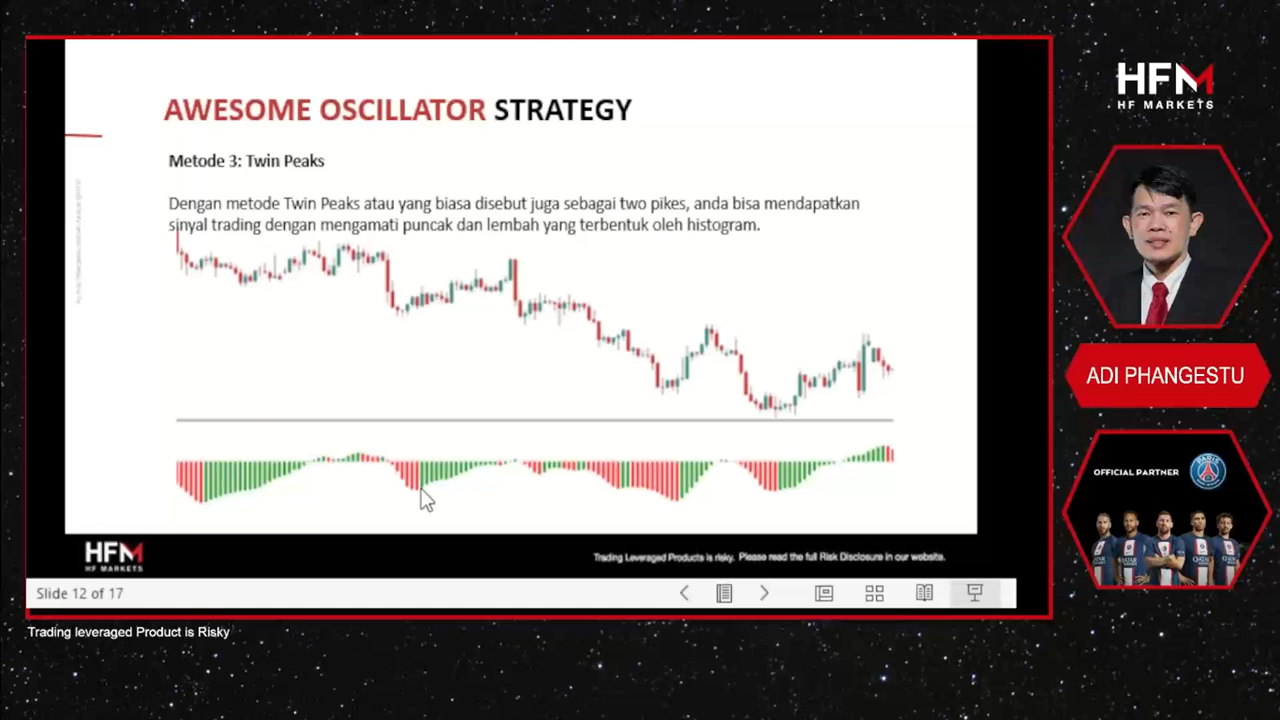 AWESOME OSCILLATOR STRATEGY
Metode 3: Twin Peaks
Dengan metode Twin Peaks atau yang biasa disebut juga sebagai two pikes, anda bisa mendapatkan
sinyal trading dengan mengamati puncak dan lembah yang terbentuk oleh histogram.
HFM
HF MARKETS
Trading Leveraged Products is risky. Please read the full Risk Disclosure in our website.
Slide 12 of 17
Trading leveraged Product is Risky
HFM
HF MARKETS
ADI PHANGESTU
OFFICIAL PARTNER
PARIS